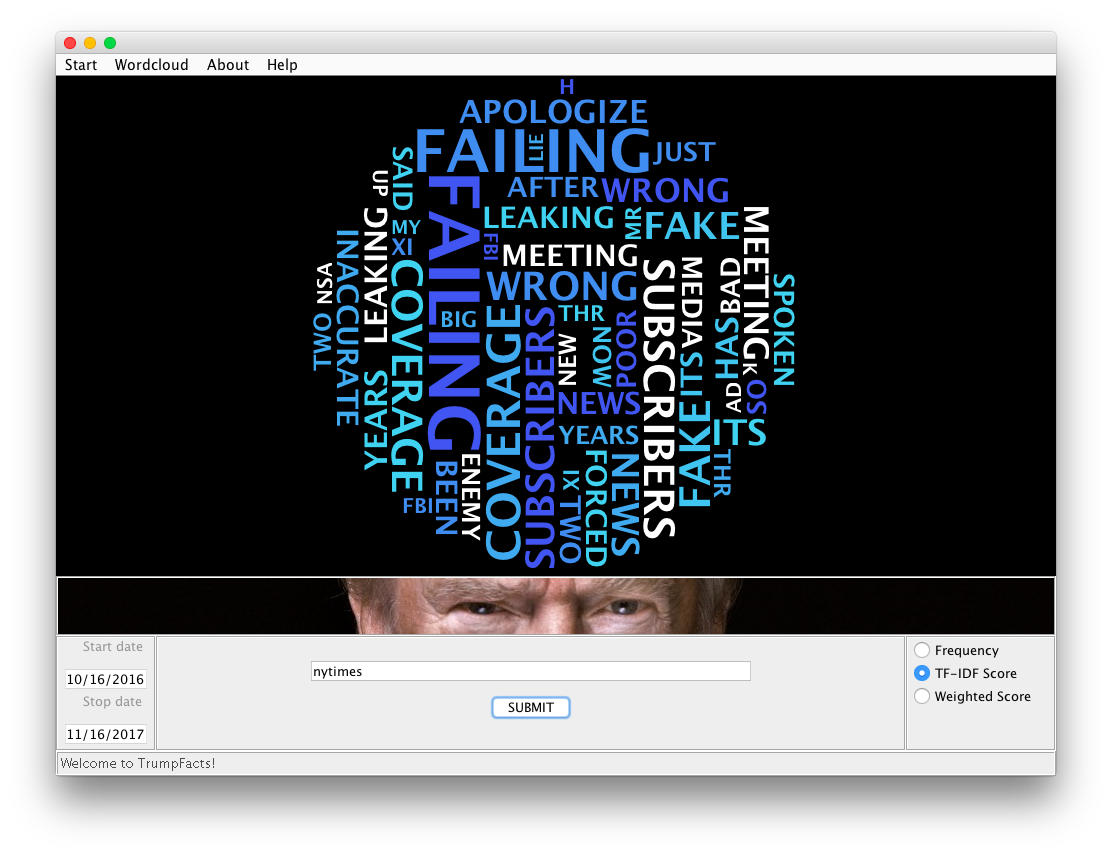 Start Wordcloud About Help
H
APOLOGIZE
FAILING
LIE
JUST
SAID
UP
AFTER
WRONG
FAILING
LEAKING
MR
FAKE
MEETING
MY
XI
FBI
MEETING
LEAKING
INACCURATE
NSA
COVERAGE
WRONG
SUBSCRIBERS
MEDIA
BAD
SPOKEN
BIG
COVERAGE
SUBSCRIBERS
THR
NEW
NOW
POOR
HAS
TWO
ITS
K
SO
AD
YEARS
NEWS
FAKE
ITS
YEARS
BEEN
ENEMY
FORCED
NEWS
THR
FBI
XI
TWO
Start date
10/16/2016
Stop date
11/16/2017
nytimes
SUBMIT
Frequency
TF-IDF Score
Weighted Score
Welcome to TrumpFacts!